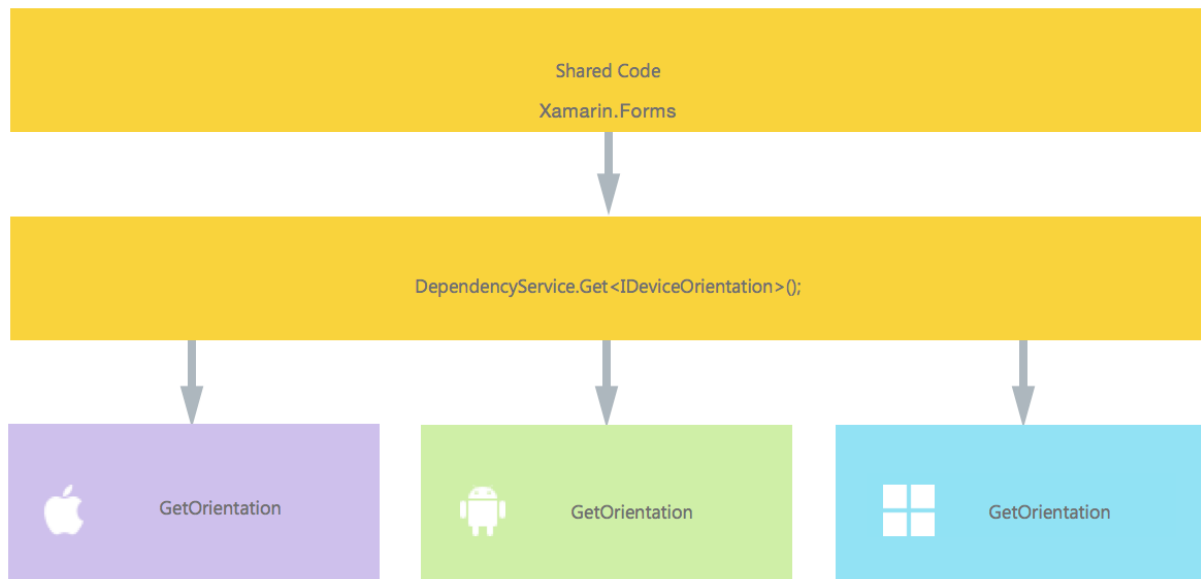 Shared Code
Xamarin.Forms
DependencyService.Get<IDeviceOrientation>();
GetOrientation
GetOrientation
GetOrientation